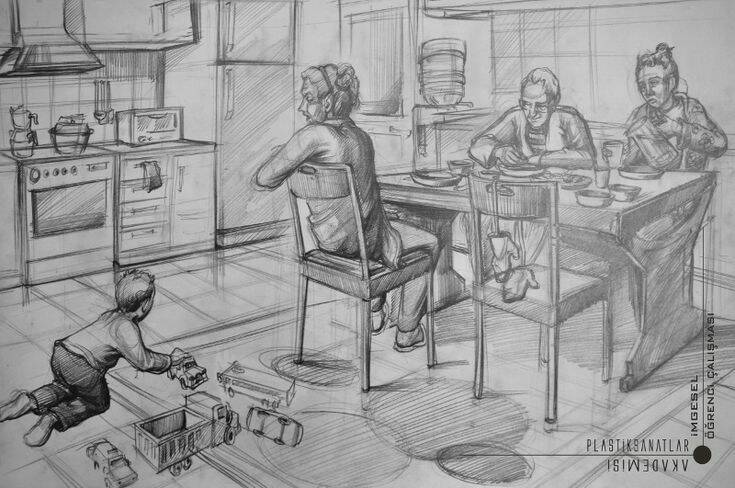 İMGESEL
ÖĞRENCİ ÇALIŞMASI
PLASTİKSANATLAR
AKADEMİSİ